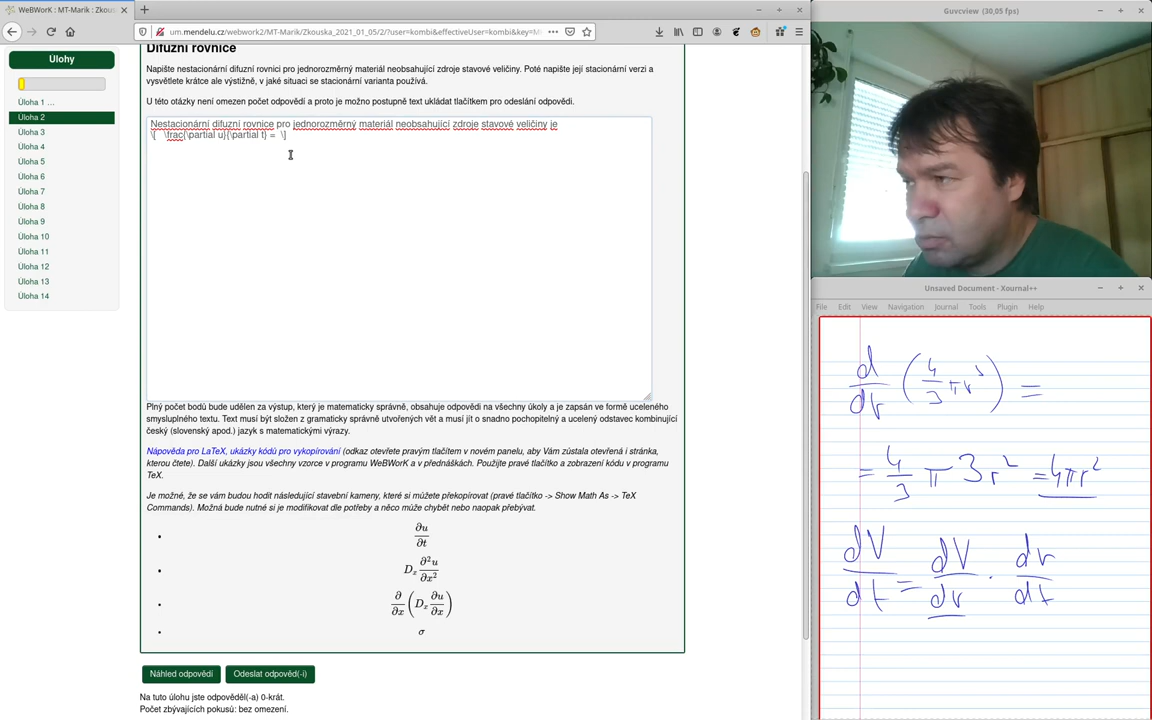 WeBWorK : MT-Marik : Zkous
um.mendelu.cz/webwork2/MT-Marik/Zkouska_2021_01_05/2/?user=kombi&effectiveUser=kombi&key=M
Úlohy
Úloha 1 ...
Úloha 2
Úloha 3
Úloha 4
Úloha 5
Úloha 6
Úloha 7
Úloha 8
Úloha 9
Úloha 10
Úloha 11
Úloha 12
Úloha 13
Úloha 14
Difuzní rovnice
Napište nestacionární difuzní rovnici pro jednorozměrný materiál neobsahující zdroje stavové veličiny. Poté napište její stacionární verzi a
vysvětlete krátce ale výstižně, v jaké situaci se stacionární varianta používá.
U této otázky není omezen počet odpovědí a proto je možno postupně text ukládat tlačítkem pro odeslání odpovědi.
Nestacionární difuzní rovnice pro jednorozměrný materiál neobsahující zdroje stavové veličiny je
\[ \frac{\partial u}{\partial t} = \]
Plný počet bodů bude udělen za výstup, který je matematicky správně, obsahuje odpovědi na všechny úkoly a je zapsán ve formě uceleného
smysluplného textu. Text musí být složen z gramaticky správně utvořených vět a musí jít o snadno pochopitelný a ucelený odstavec kombinující
český (slovenský apod.) jazyk s matematickými výrazy.
Nápověda pro LaTeX, ukázky kódů pro vykopírování (odkaz otevřete pravým tlačítem v novém panelu, aby Vám zůstala otevřená i stránka,
kterou čtete). Další ukázky jsou všechny vzorce v programu WeBWorK a v přednáškách. Použijte pravé tlačítko a zobrazení kódu v programu
TeX.
Je možné, že se vám budou hodit následující stavební kameny, které si můžete překopírovat (pravé tlačítko -> Show Math As -> TeX
Commands). Možná bude nutné si je modifikovat dle potřeby a něco může chybět nebo naopak přebývat.
• ∂u/∂t
• Dₓ ∂²u/∂x²
• ∂/∂x (Dₓ ∂u/∂x)
• σ
Náhled odpovědí
Odeslat odpověd(-i)
Na tuto úlohu jste odpověděl(-a) 0-krát.
Počet zbývajících pokusů: bez omezení.
Guvcview (30,05 fps)
Unsaved Document - Xournal++
File Edit View Navigation Journal Tools Plugin Help
d/dr (4/3 πr³) =
= 4/3 π 3r² = 4πr²
dV/dt = dV/dr · dr/dt